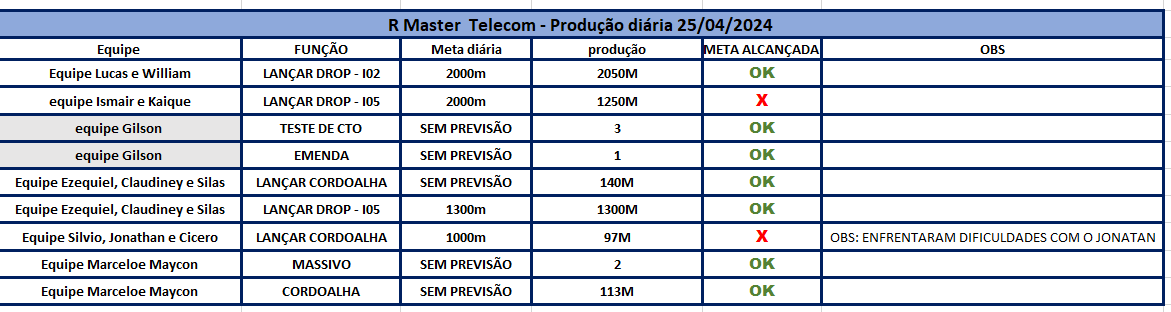 R Master  Telecom - Produção diária 25/04/2024
Equipe FUNÇÃO Meta diária produção META ALCANÇADA OBS
Equipe Lucas e William LANÇAR DROP - I02 2000m 2050M OK
equipe Ismair e Kaique LANÇAR DROP - I05 2000m 1250M X
equipe Gilson TESTE DE CTO SEM PREVISÃO 3 OK
equipe Gilson EMENDA SEM PREVISÃO 1 OK
Equipe Ezequiel, Claudiney e Silas LANÇAR CORDOALHA SEM PREVISÃO 140M OK
Equipe Ezequiel, Claudiney e Silas LANÇAR DROP - I05 1300m 1300M OK
Equipe Silvio, Jonathan e Cicero LANÇAR CORDOALHA 1000m 97M X OBS: ENFRENTARAM DIFICULDADES COM O JONATAN
Equipe Marceloe Maycon MASSIVO SEM PREVISÃO 2 OK
Equipe Marceloe Maycon CORDOALHA SEM PREVISÃO 113M OK